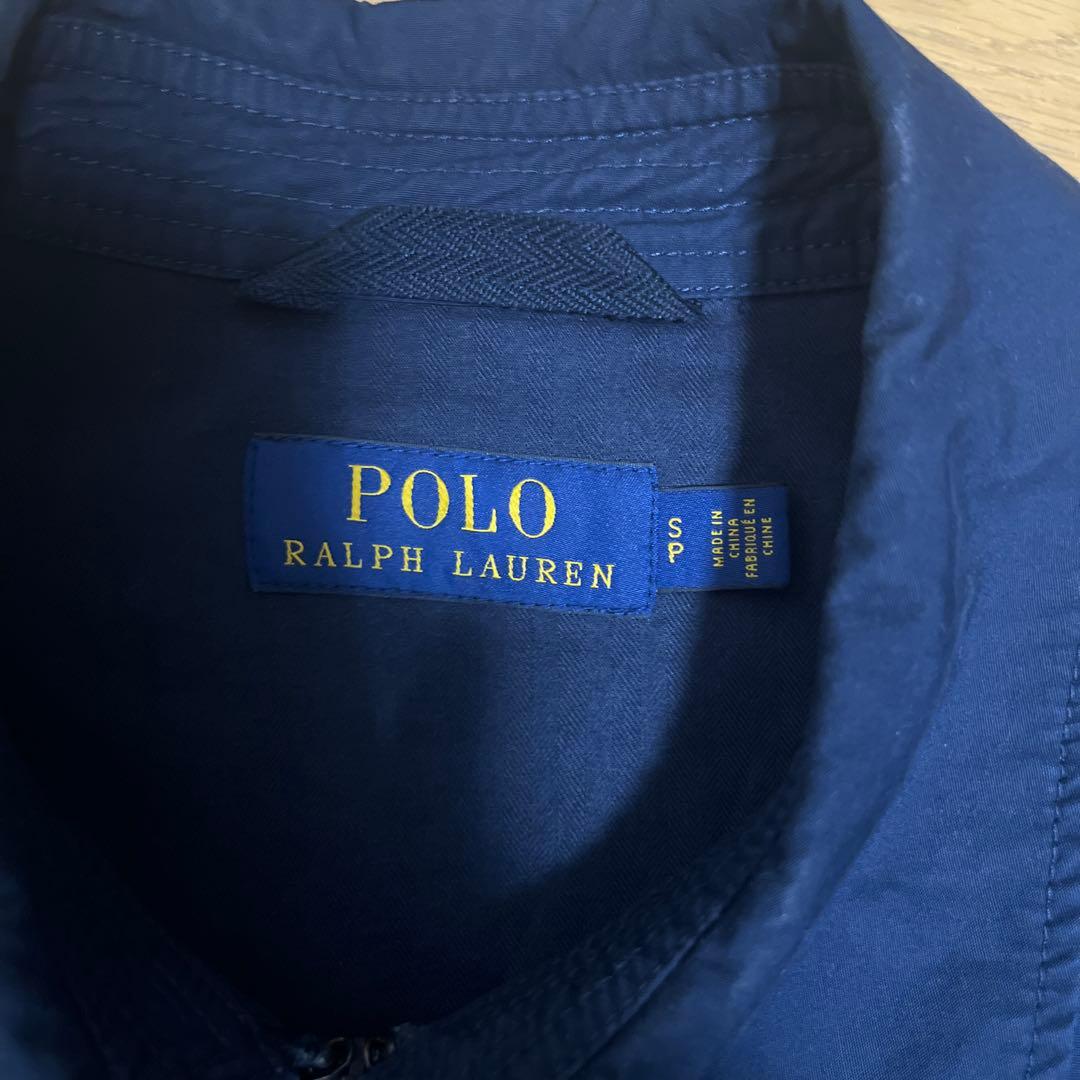 POLO
RALPH LAUREN
S
P
MADE IN
CHINA
FABRIQUÉ EN
CHINE